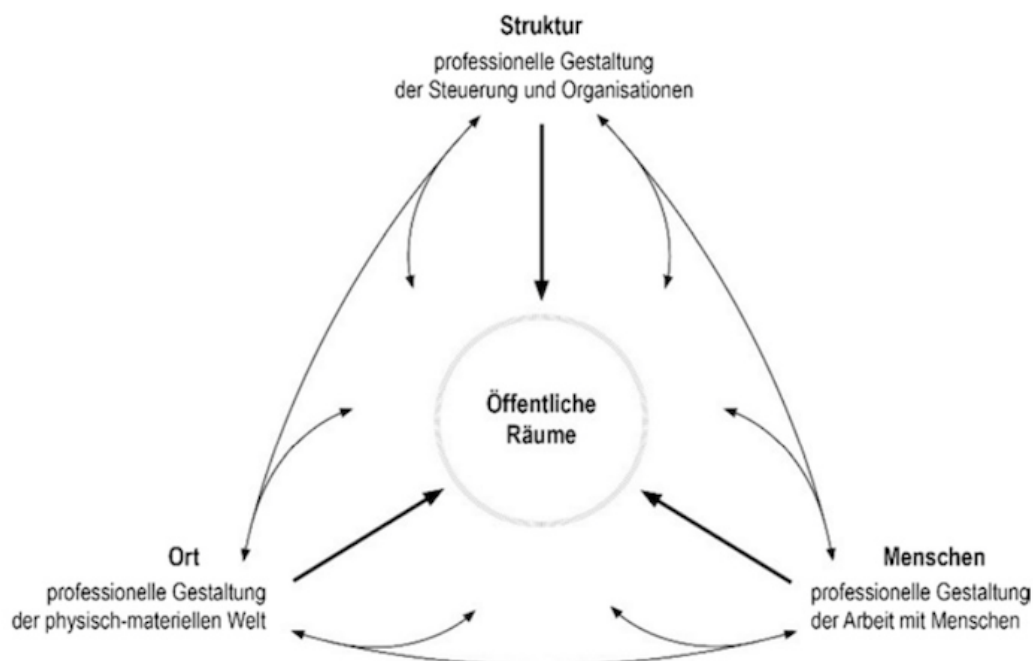 Struktur
professionelle Gestaltung
der Steuerung und Organisationen
Öffentliche
Räume
Ort
professionelle Gestaltung
der physisch-materiellen Welt
Menschen
professionelle Gestaltung
der Arbeit mit Menschen